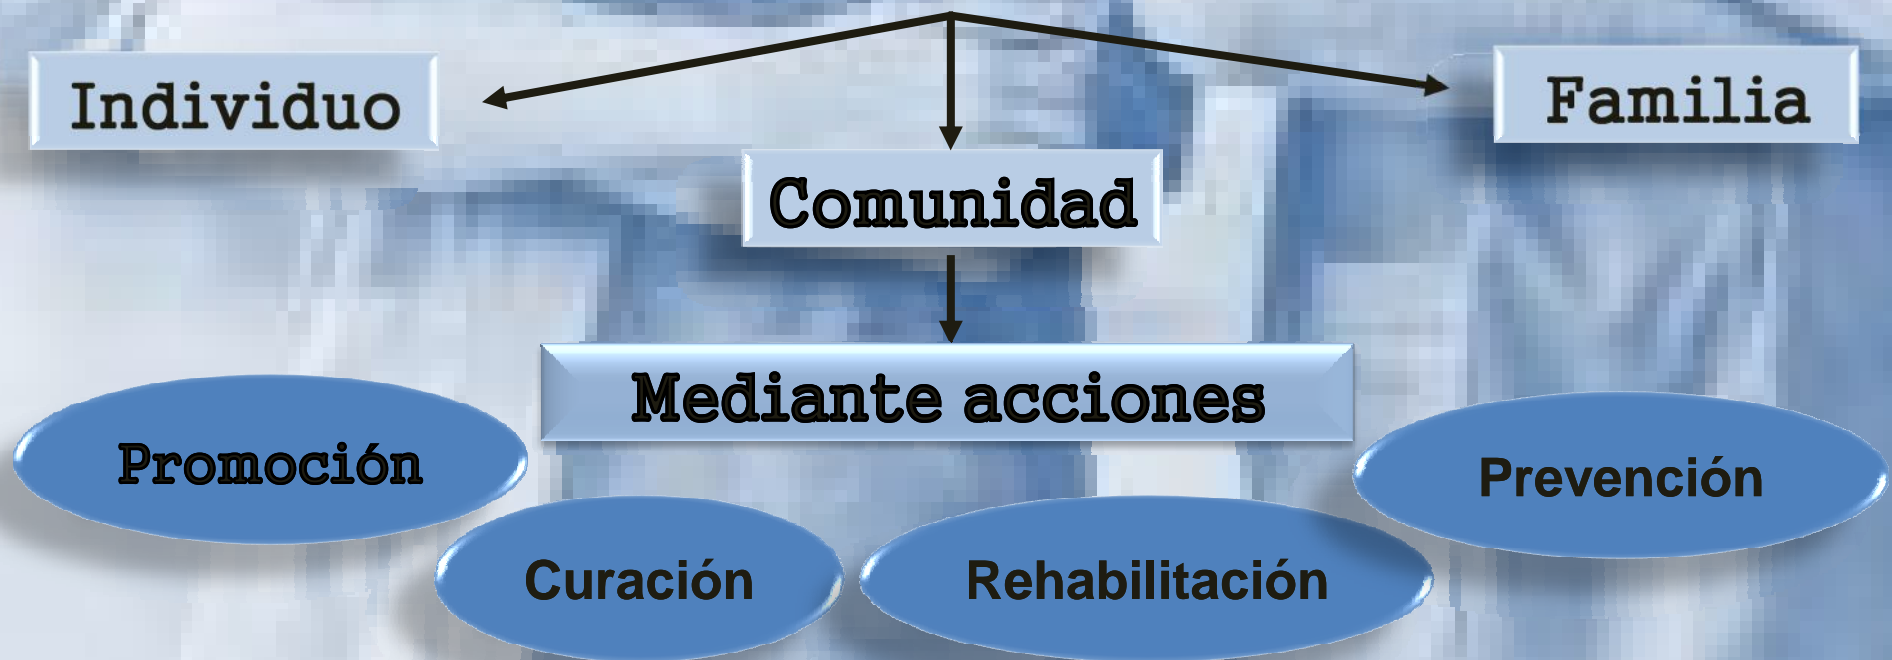 Individuo
Familia
Comunidad
Mediante acciones
Promoción
Prevención
Curación
Rehabilitación